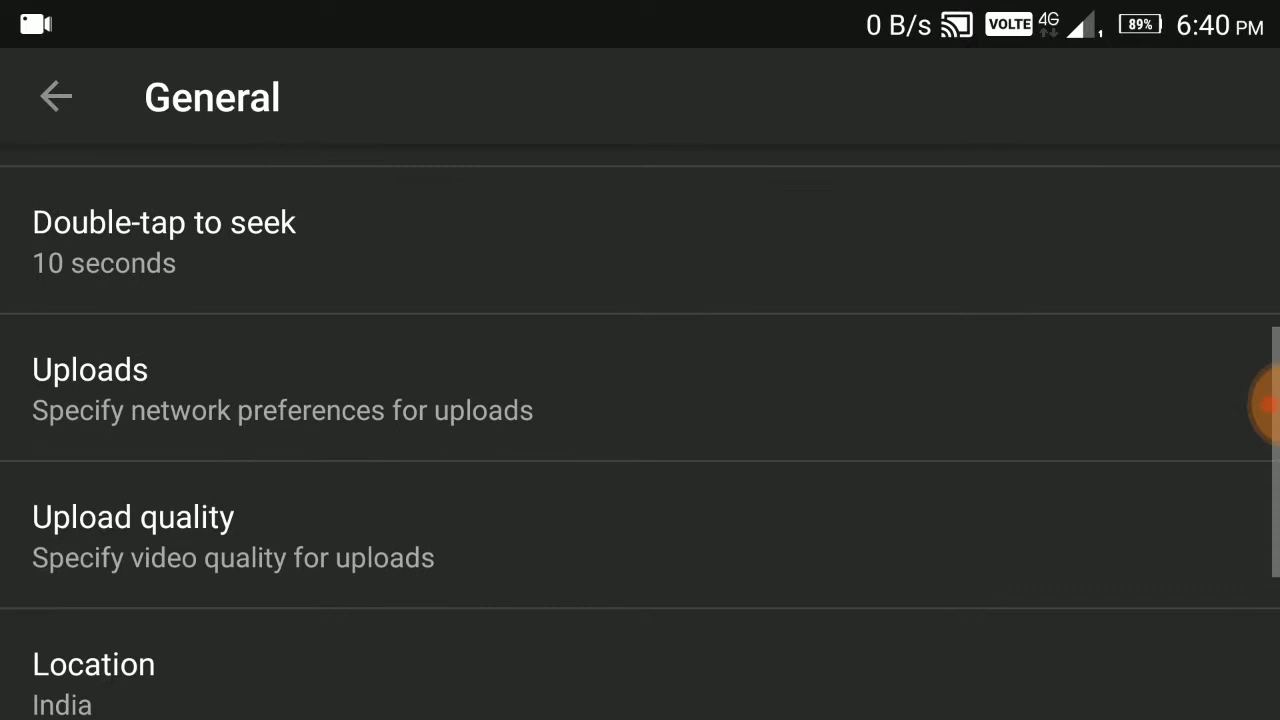 0 B/s VOLTE 4G 1 89% 6:40 PM
General
Double-tap to seek
10 seconds
Uploads
Specify network preferences for uploads
Upload quality
Specify video quality for uploads
Location
India